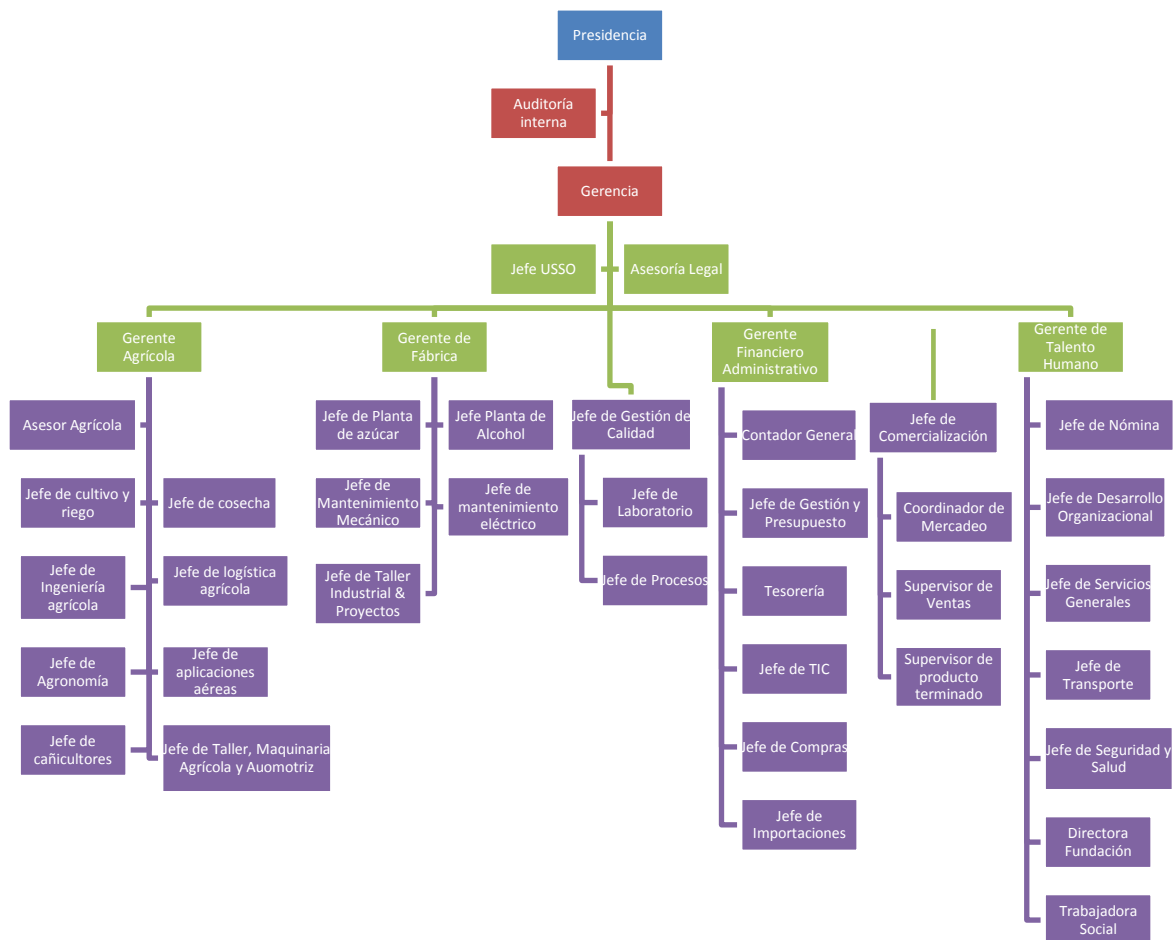 Presidencia
Auditoría
interna
Gerencia
Jefe USSO
Asesoría Legal
Gerente
Agrícola
Gerente de
Fábrica
Gerente
Financiero
Administrativo
Gerente de
Talento
Humano
Asesor Agrícola
Jefe de cultivo y
riego
Jefe de cosecha
Jefe de
Ingeniería
agrícola
Jefe de logística
agrícola
Jefe de
Agronomía
Jefe de
aplicaciones
aéreas
Jefe de
cañicultores
Jefe de Taller, Maquinaria
Agrícola y Auomotriz
Jefe de Planta
de azúcar
Jefe Planta de
Alcohol
Jefe de
Mantenimiento
Mecánico
Jefe de
mantenimiento
eléctrico
Jefe de Taller
Industrial &
Proyectos
Jefe de Gestión de
Calidad
Jefe de
Laboratorio
Jefe de Procesos
Contador General
Jefe de Gestión y
Presupuesto
Tesorería
Jefe de TIC
Jefe de Compras
Jefe de
Importaciones
Jefe de
Comercialización
Coordinador de
Mercadeo
Supervisor de
Ventas
Supervisor de
producto
terminado
Jefe de Nómina
Jefe de Desarrollo
Organizacional
Jefe de Servicios
Generales
Jefe de
Transporte
Jefe de Seguridad y
Salud
Directora
Fundación
Trabajadora
Social